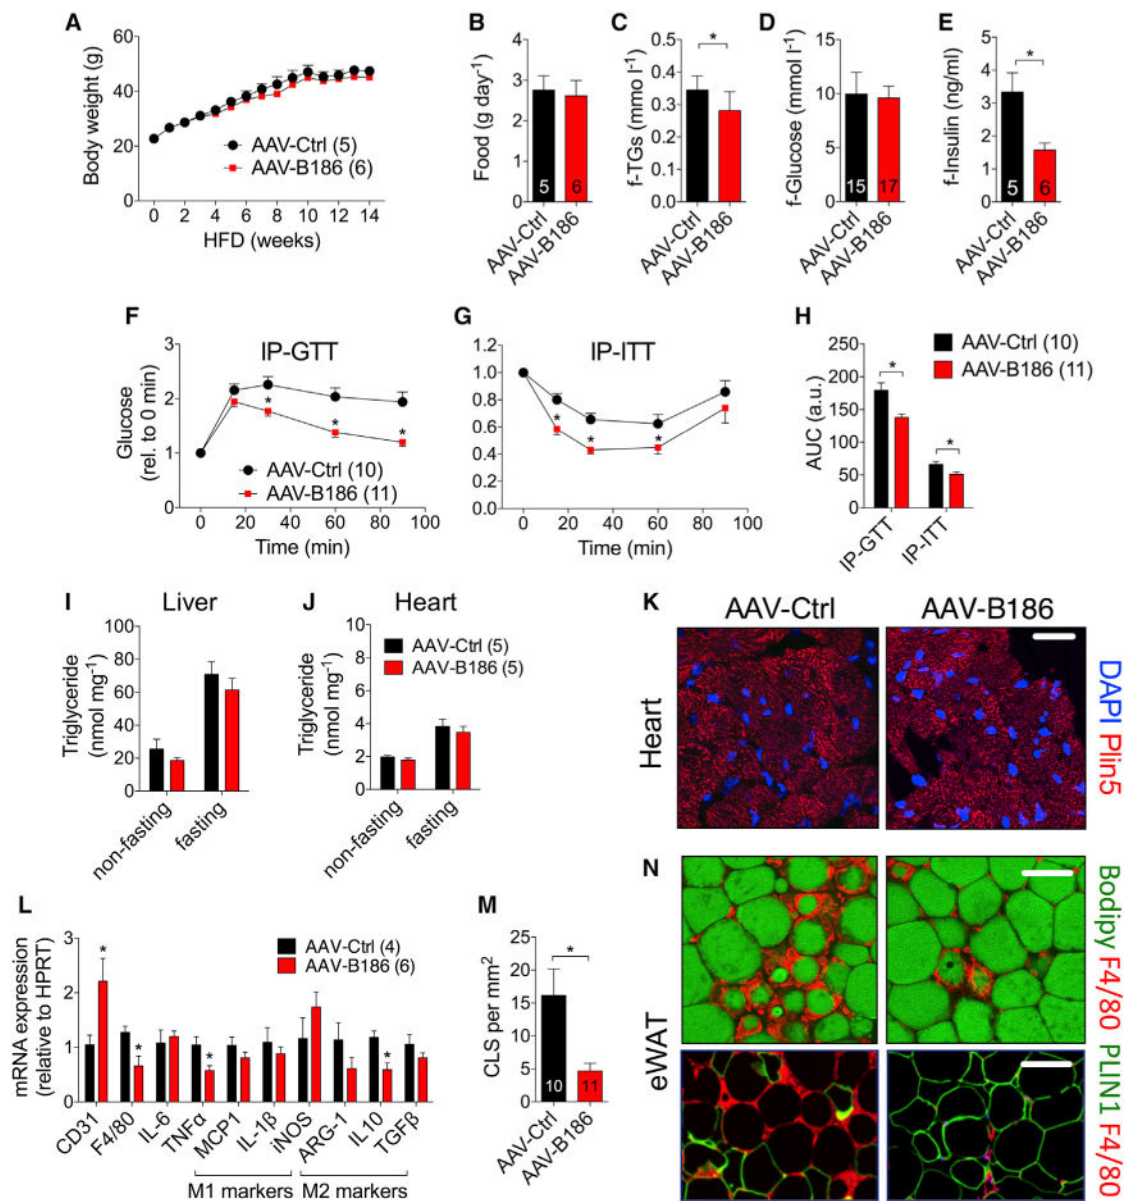 A
Body weight (g)
60
40
20
0
AAV-Ctrl (5)
AAV-B186 (6)
0 2 4 6 8 10 12 14
HFD (weeks)
B
Food (g day-1)
4
3
2
1
0
5 6
AAV-Ctrl
AAV-B186
C
f-TGs (mmo l-1)
0.5
0.4
0.3
0.2
0.1
0.0
*
AAV-Ctrl
AAV-B186
D
f-Glucose (mmol l-1)
15
10
5
0
15 17
AAV-Ctrl
AAV-B186
E
f-Insulin (ng/ml)
5
4
3
2
1
0
*
5 6
AAV-Ctrl
AAV-B186
F
IP-GTT
Glucose
(rel. to 0 min)
3
2
1
0
* * *
AAV-Ctrl (10)
AAV-B186 (11)
0 20 40 60 80 100
Time (min)
G
IP-ITT
1.2
1.0
0.8
0.6
0.4
0.2
0.0
* * *
0 20 40 60 80 100
Time (min)
H
AAV-Ctrl (10)
AAV-B186 (11)
AUC (a.u.)
250
200
150
100
50
0
* *
IP-GTT
IP-ITT
I
Liver
Triglyceride
(nmol mg-1)
100
80
60
40
20
0
non-fasting
fasting
J
Heart
Triglyceride
(nmol mg-1)
10
8
6
4
2
0
AAV-Ctrl (5)
AAV-B186 (5)
non-fasting
fasting
K
AAV-Ctrl AAV-B186
Heart
DAPI Plin5
L
mRNA expression
(relative to HPRT)
3
2
1
0
AAV-Ctrl (4)
AAV-B186 (6)
* * * *
CD31
F4/80
IL-6
TNFα
MCP1
IL-1β
iNOS
ARG-1
IL10
TGFβ
M1 markers M2 markers
M
CLS per mm2
25
20
15
10
5
0
*
10 11
AAV-Ctrl
AAV-B186
N
eWAT
Bodipy F4/80
PLIN1 F4/80